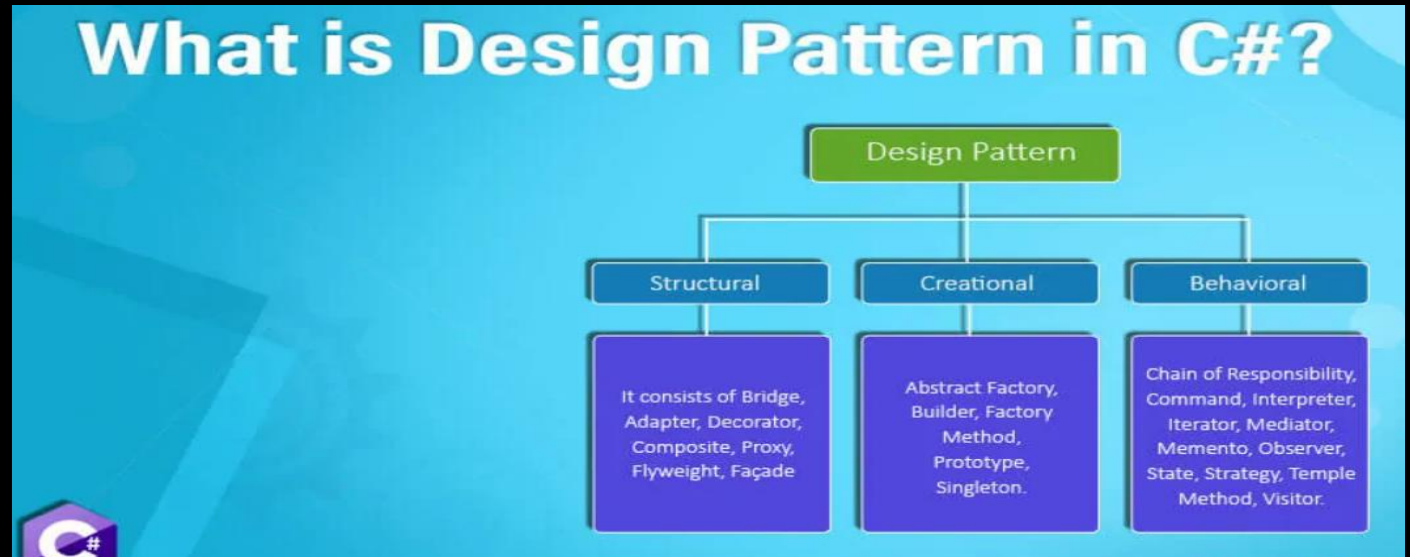 What is Design Pattern in C#?
Design Pattern
Structural
Creational
Behavioral
It consists of Bridge,
Adapter, Decorator,
Composite, Proxy,
Flyweight, Façade
Abstract Factory,
Builder, Factory
Method,
Prototype,
Singleton.
Chain of Responsibility,
Command, Interpreter,
Iterator, Mediator,
Memento, Observer,
State, Strategy, Temple
Method, Visitor.
C#